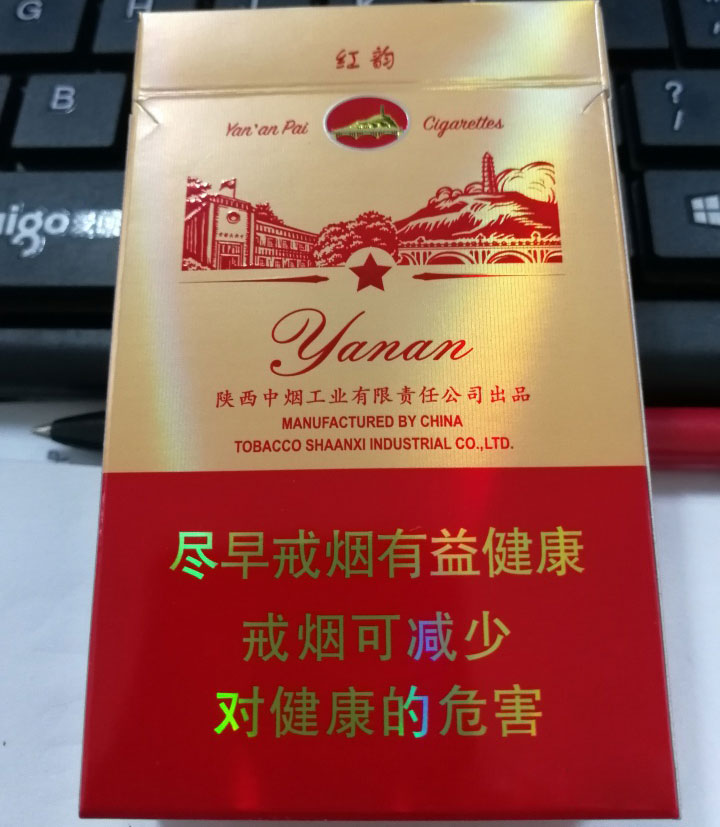 G
H
B
?
/
aigo
红韵
Yan'an Pai Cigarettes
Yanan
陕西中烟工业有限责任公司出品
MANUFACTURED BY CHINA
TOBACCO SHAANXI INDUSTRIAL CO.,LTD.
尽早戒烟有益健康
戒烟可减少
对健康的危害